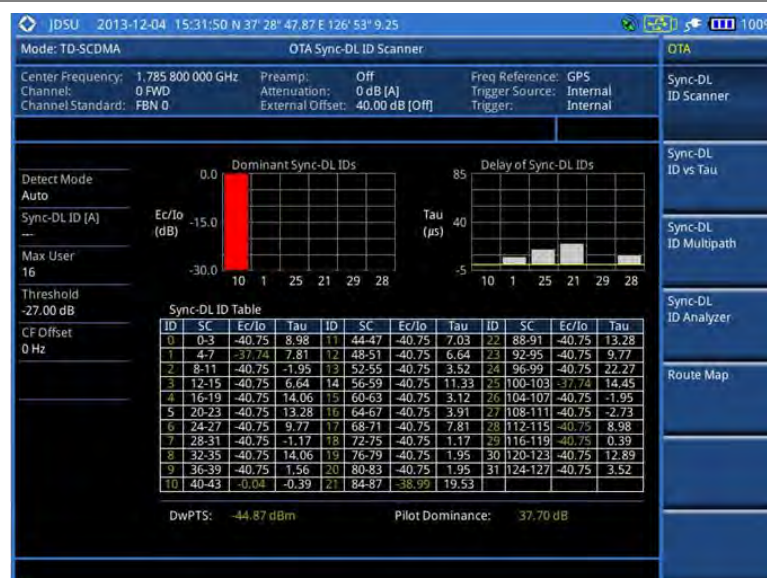 JDSU 2013-12-04 15:31:50 N 37° 28" 47.87 E 126° 53" 9.25 100%
Mode: TD-SCDMA OTA Sync-DL ID Scanner OTA
Center Frequency: 1.785 800 000 GHz Preamp: Off Freq Reference: GPS
Channel: 0 FWD Attenuation: 0 dB [A] Trigger Source: Internal
Channel Standard: FBN 0 External Offset: 40.00 dB [Off] Trigger: Internal
Sync-DL
ID Scanner
Sync-DL
ID vs Tau
Sync-DL
ID Multipath
Sync-DL
ID Analyzer
Route Map
Detect Mode
Auto
Sync-DL ID [A]
---
Max User
16
Threshold
-27.00 dB
CF Offset
0 Hz
Dominant Sync-DL IDs
Ec/Io
(dB)
0.0
-15.0
-30.0
10 1 25 21 29 28
Delay of Sync-DL IDs
Tau
(μs)
85
40
-5
10 1 25 21 29 28
Sync-DL ID Table
ID SC Ec/Io Tau ID SC Ec/Io Tau ID SC Ec/Io Tau
0 0-3 -40.75 8.98 11 44-47 -40.75 7.03 22 88-91 -40.75 13.28
1 4-7 -37.74 7.81 12 48-51 -40.75 6.64 23 92-95 -40.75 9.77
2 8-11 -40.75 -1.95 13 52-55 -40.75 3.52 24 96-99 -40.75 22.27
3 12-15 -40.75 6.64 14 56-59 -40.75 11.33 25 100-103 -37.74 14.45
4 16-19 -40.75 14.06 15 60-63 -40.75 3.12 26 104-107 -40.75 -1.95
5 20-23 -40.75 13.28 16 64-67 -40.75 3.91 27 108-111 -40.75 -2.73
6 24-27 -40.75 9.77 17 68-71 -40.75 7.81 28 112-115 -40.75 8.98
7 28-31 -40.75 -1.17 18 72-75 -40.75 1.17 29 116-119 -40.75 0.39
8 32-35 -40.75 14.06 19 76-79 -40.75 1.95 30 120-123 -40.75 12.89
9 36-39 -40.75 1.56 20 80-83 -40.75 1.95 31 124-127 -40.75 3.52
10 40-43 -0.04 -0.39 21 84-87 -38.99 19.53
DwPTS: -44.87 dBm Pilot Dominance: 37.70 dB